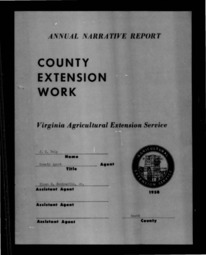 ANNUAL NARRATIVE REPORT
COUNTY
EXTENSION
WORK
Virginia Agricultural Extension Service
Name
Agent
Title
Assistant Agent
1958
Assistant Agent
Assistant Agent
County